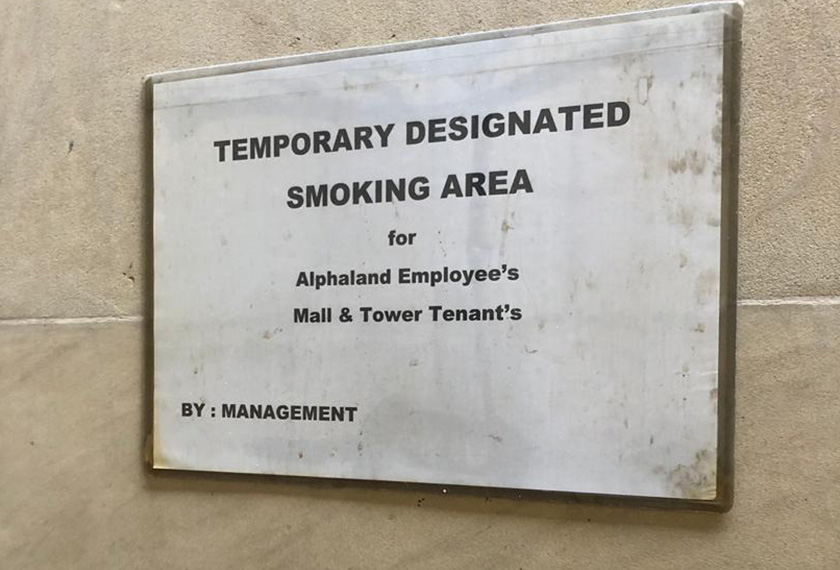 TEMPORARY DESIGNATED
SMOKING AREA
for
Alphaland Employee's
Mall & Tower Tenant's
BY : MANAGEMENT